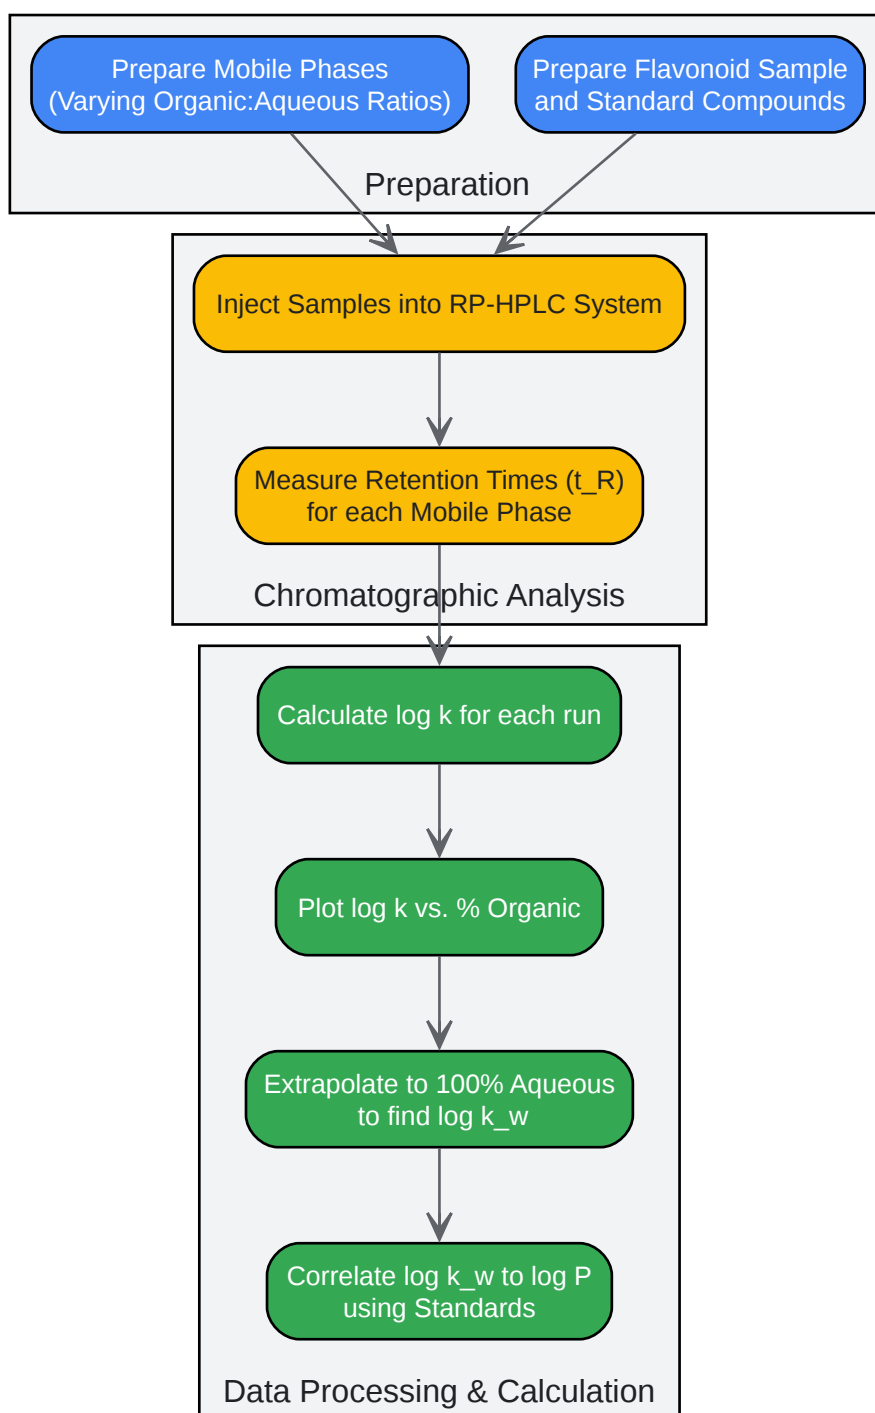 Prepare Mobile Phases
(Varying Organic:Aqueous Ratios)
Prepare Flavonoid Sample
and Standard Compounds
Preparation
Inject Samples into RP-HPLC System
Measure Retention Times (t_R)
for each Mobile Phase
Chromatographic Analysis
Calculate log k for each run
Plot log k vs. % Organic
Extrapolate to 100% Aqueous
to find log k_w
Correlate log k_w to log P
using Standards
Data Processing & Calculation